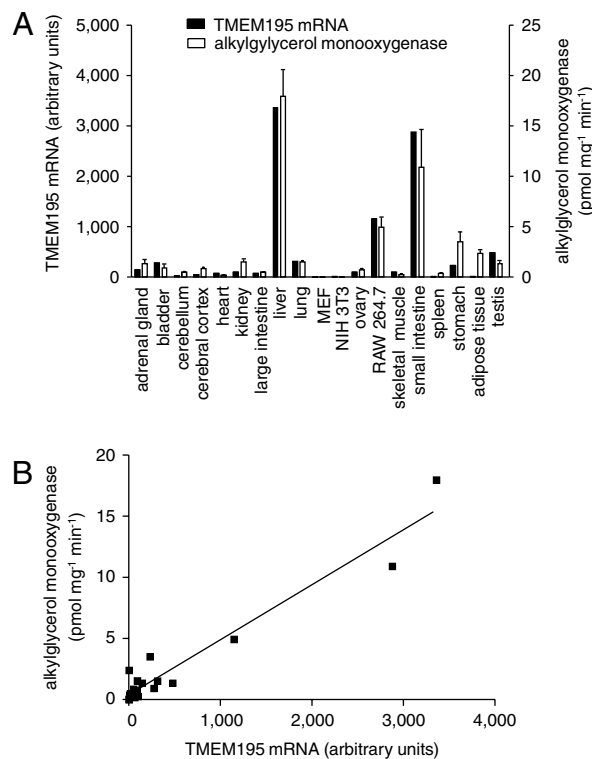 A
TMEM195 mRNA
alkylgylycerol monooxygenase
TMEM195 mRNA (arbitrary units)
5,000
4,000
3,000
2,000
1,000
0
25
20
15
10
5
0
alkylglycerol monooxygenase
(pmol mg-1 min-1)
adrenal gland
bladder
cerebellum
cerebral cortex
heart
kidney
large intestine
liver
lung
MEF
NIH 3T3
ovary
RAW 264.7
skeletal muscle
small intestine
spleen
stomach
adipose tissue
testis
B
alkylglycerol monooxygenase
(pmol mg-1 min-1)
20
15
10
5
0
0 1,000 2,000 3,000 4,000
TMEM195 mRNA (arbitrary units)